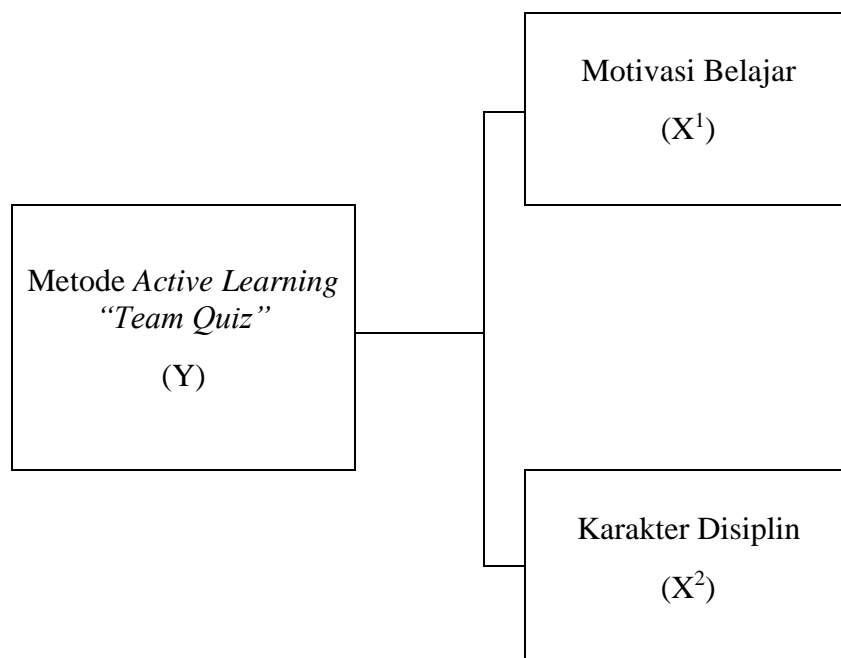 Motivasi Belajar
(X¹)
Metode Active Learning
“Team Quiz”
(Y)
Karakter Disiplin
(X²)